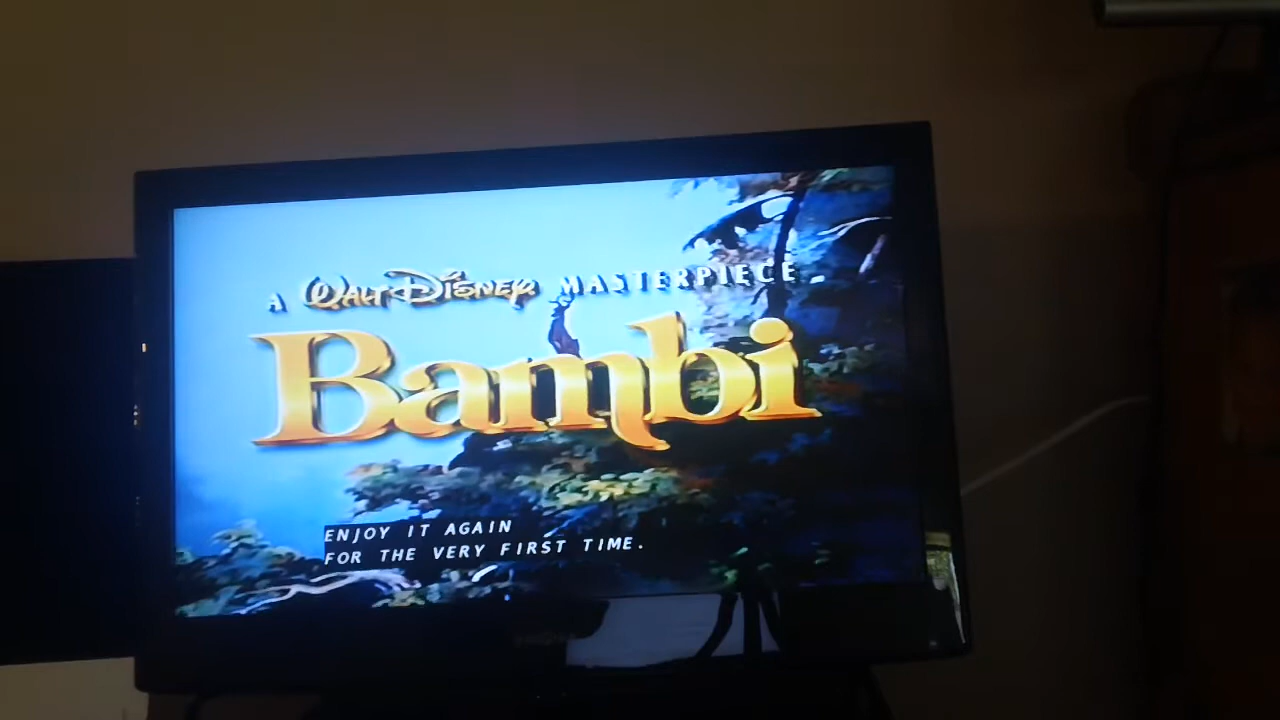 A WALT DISNEY MASTERPIECE
Bambi
ENJOY IT AGAIN
FOR THE VERY FIRST TIME.